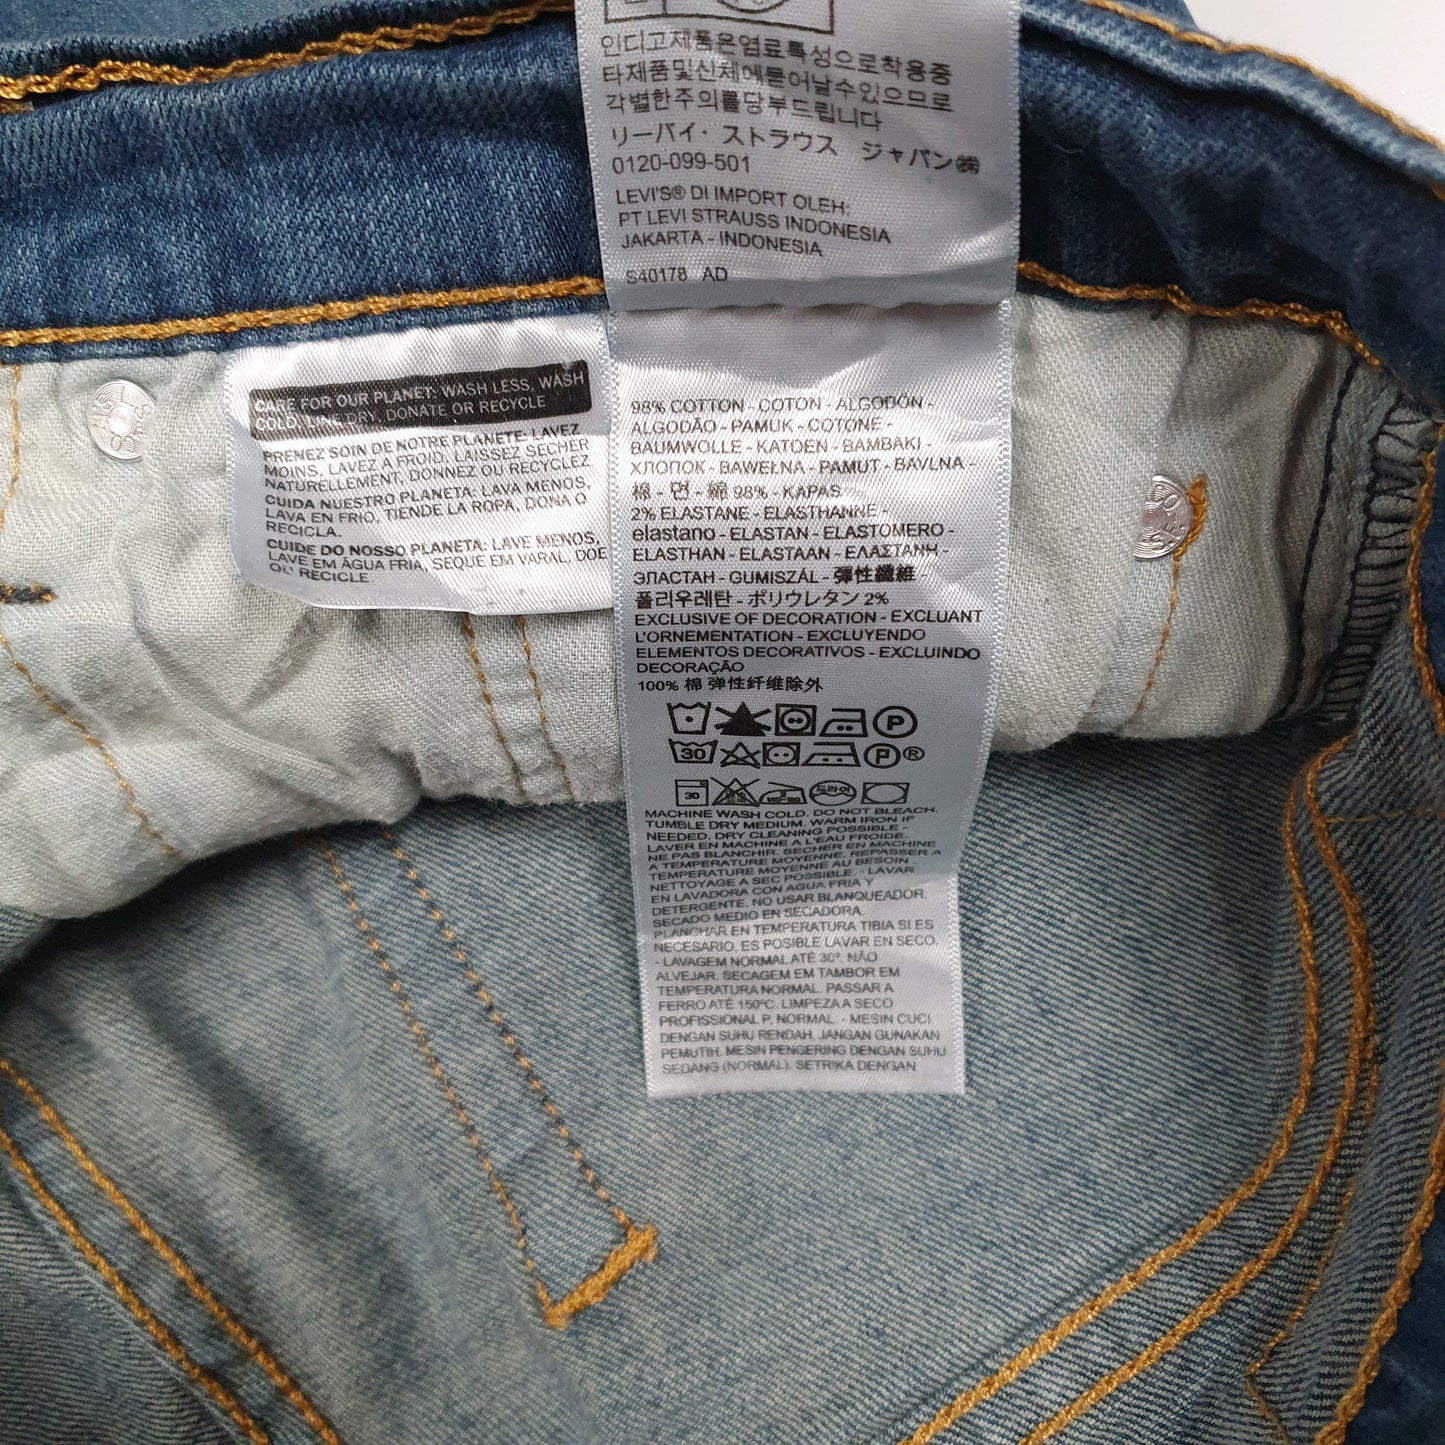 인디고제품은염료특성으로착용중
타제품및신체에묻어날수있으므로
각별한주의를당부드립니다
リーバイ・ストラウス ジャパン㈱
0120-099-501
LEVI'S® DI IMPORT OLEH:
PT LEVI STRAUSS INDONESIA
JAKARTA - INDONESIA
S40178 AD
CARE FOR OUR PLANET: WASH LESS, WASH
COLD, LINE DRY, DONATE OR RECYCLE
PRENEZ SOIN DE NOTRE PLANÈTE: LAVEZ
MOINS, LAVEZ A FROID, LAISSEZ SÉCHER
NATURELLEMENT, DONNEZ OU RECYCLEZ
CUIDA NUESTRO PLANETA: LAVA MENOS,
LAVA EN FRIO, TIENDE LA ROPA, DONA O
RECICLA.
CUIDE DO NOSSO PLANETA: LAVE MENOS,
LAVE EM ÁGUA FRIA, SEQUE EM VARAL, DOE
OU RECICLE
98% COTTON - COTON - ALGODÓN -
ALGODÃO - PAMUK - COTONE -
BAUMWOLLE - KATOEN - BAMBAKI -
ХЛОПОК - BAWEŁNA - PAMUT - BAVLNA -
棉 - 면 - 綿 98% - KAPAS
2% ELASTANE - ELASTHANNE -
elastano - ELASTAN - ELASTOMERO -
ELASTHAN - ELASTAAN - ΕΛΑΣΤΑΝΗ -
ЭЛАСТАН - GUMISZÁL - 彈性纖維 -
폴리우레탄 - ポリウレタン 2%
EXCLUSIVE OF DECORATION - EXCLUANT
L'ORNEMENTATION - EXCLUYENDO
ELEMENTOS DECORATIVOS - EXCLUINDO
DECORAÇÃO
100% 棉 弹性纤维除外
P
30 P ®
30 드라이
MACHINE WASH COLD. DO NOT BLEACH.
TUMBLE DRY MEDIUM. WARM IRON IF
NEEDED. DRY CLEANING POSSIBLE -
LAVER EN MACHINE A L'EAU FROIDE.
NE PAS BLANCHIR. SECHER EN MACHINE
A TEMPERATURE MOYENNE. REPASSER A
TEMPERATURE MOYENNE AU BESOIN
NETTOYAGE A SEC POSSIBLE. - LAVAR
EN LAVADORA CON AGUA FRIA Y
DETERGENTE. NO USAR BLANQUEADOR.
SECADO MEDIO EN SECADORA.
PLANCHAR EN TEMPERATURA TIBIA SI ES
NECESARIO. ES POSIBLE LAVAR EN SECO.
- LAVAGEM NORMAL ATÉ 30º. NÃO
ALVEJAR. SECAGEM EM TAMBOR EM
TEMPERATURA NORMAL. PASSAR A
FERRO ATÉ 150ºC. LIMPEZA A SECO
PROFISSIONAL P, NORMAL. - MESIN CUCI
DENGAN SUHU RENDAH. JANGAN GUNAKAN
PEMUTIH. MESIN PENGERING DENGAN SUHU
SEDANG (NORMAL). SETRIKA DENGAN